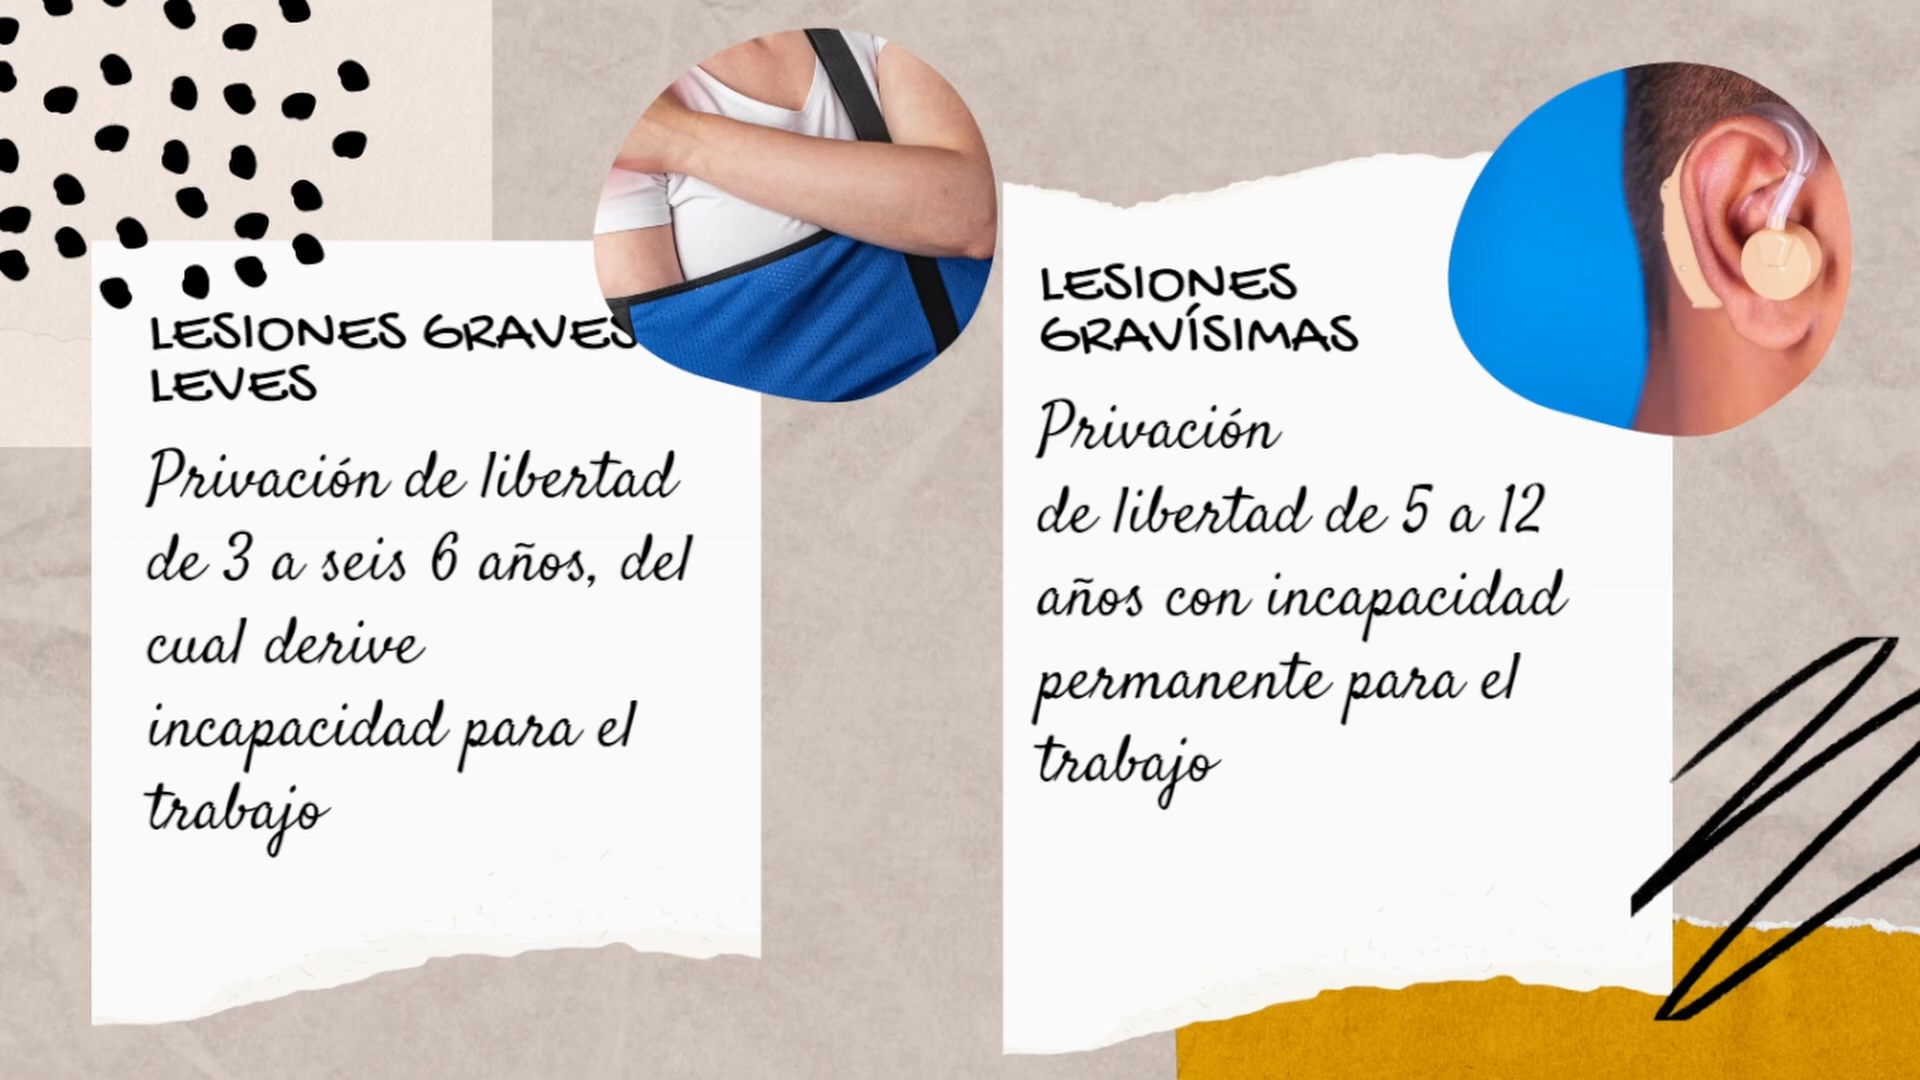 LESIONES GRAVES
LEVES
Privación de libertad
de 3 a seis 6 años, del
cual derive
incapacidad para el
trabajo
LESIONES
GRAVÍSIMAS
Privación
de libertad de 5 a 12
años con incapacidad
permanente para el
trabajo